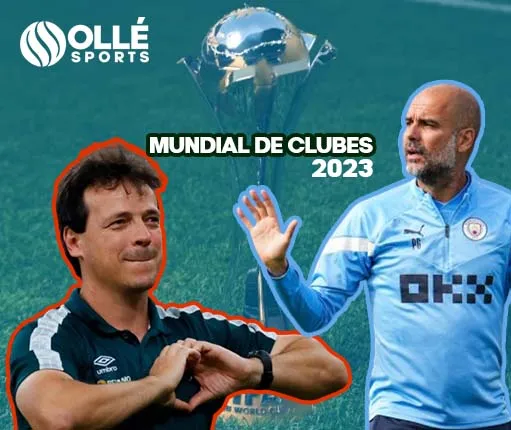 OLLÉ
SPORTS
MUNDIAL DE CLUBES
2023
PG
OKX
umbro